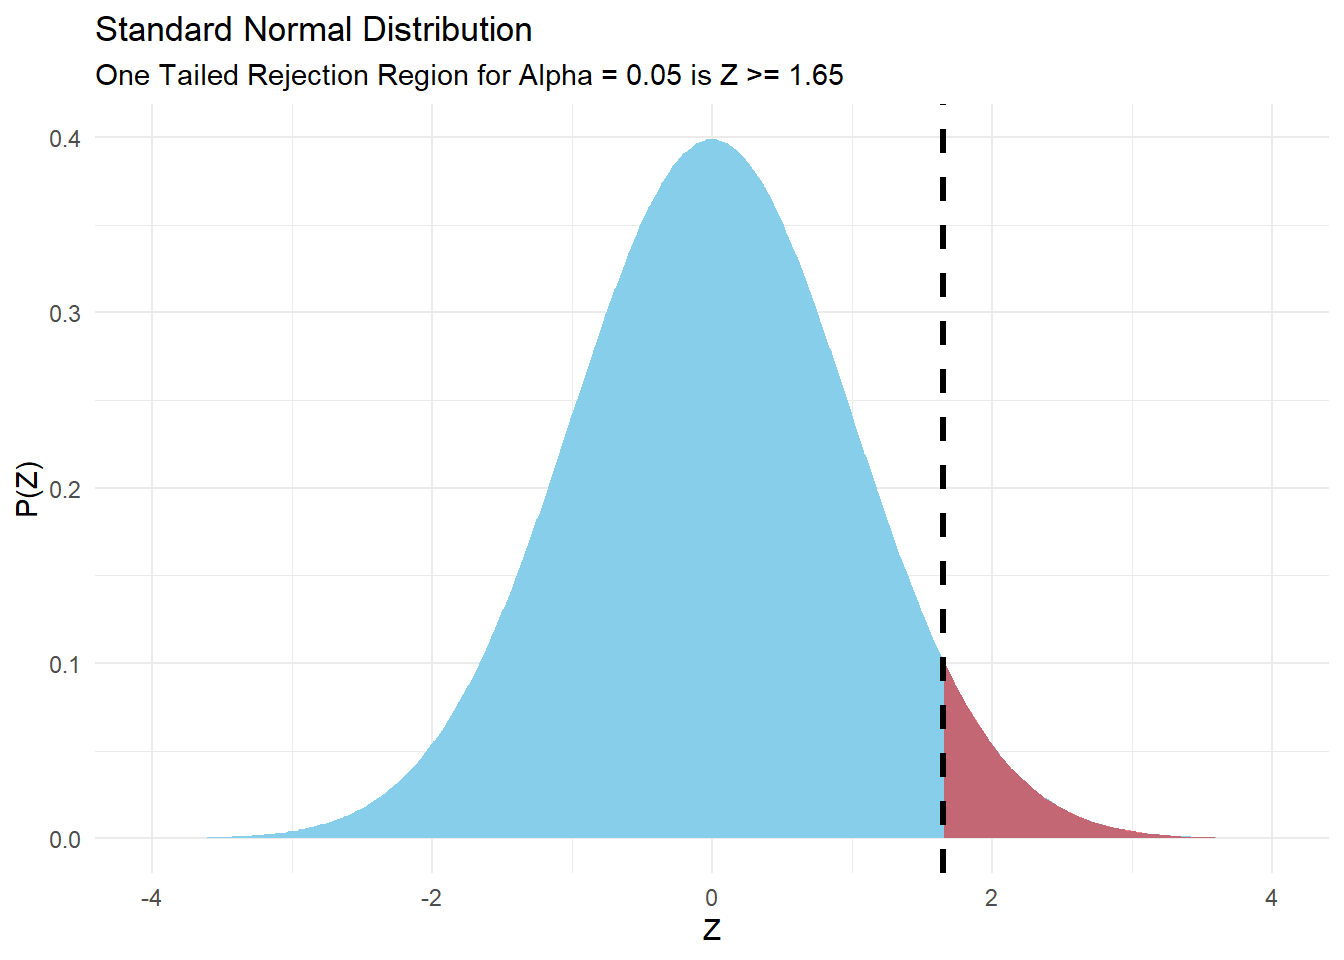 Standard Normal Distribution
One Tailed Rejection Region for Alpha = 0.05 is Z >= 1.65
P(Z)
0.4
0.3
0.2
0.1
0.0
-4 -2 0 2 4
Z